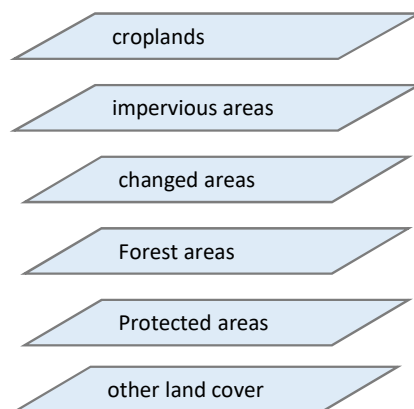 croplands
impervious areas
changed areas
Forest areas
Protected areas
other land cover